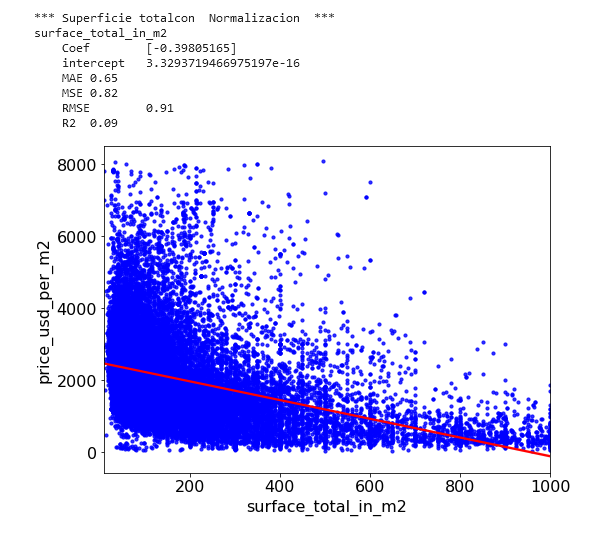 *** Superficie totalcon  Normalizacion  ***
surface_total_in_m2
Coef [-0.39805165]
intercept 3.3293719466975197e-16
MAE 0.65
MSE 0.82
RMSE 0.91
R2 0.09
8000
6000
4000
2000
0
price_usd_per_m2
200 400 600 800 1000
surface_total_in_m2